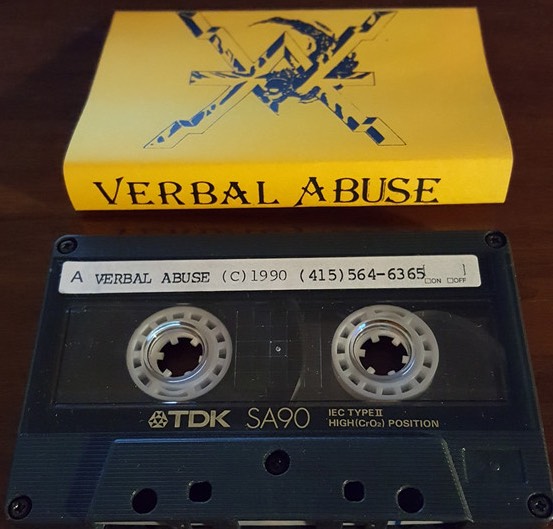 VERBAL ABUSE
A VERBAL ABUSE (C)1990 (415)564-6365 ON OFF
TDK SA90 IEC TYPE II
HIGH(CrO₂) POSITION